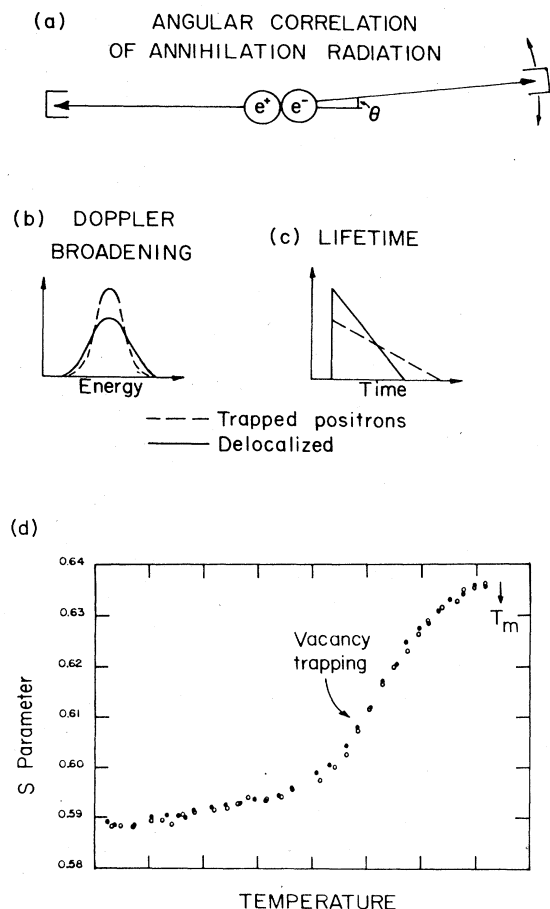 (a) ANGULAR CORRELATION
OF ANNIHILATION RADIATION
e⁺ e⁻
θ
(b) DOPPLER
BROADENING
Energy
(c) LIFETIME
Time
Trapped positrons
Delocalized
(d)
0.64
0.63
0.62
0.61
0.60
0.59
0.58
S Parameter
Vacancy
trapping
Tm
TEMPERATURE